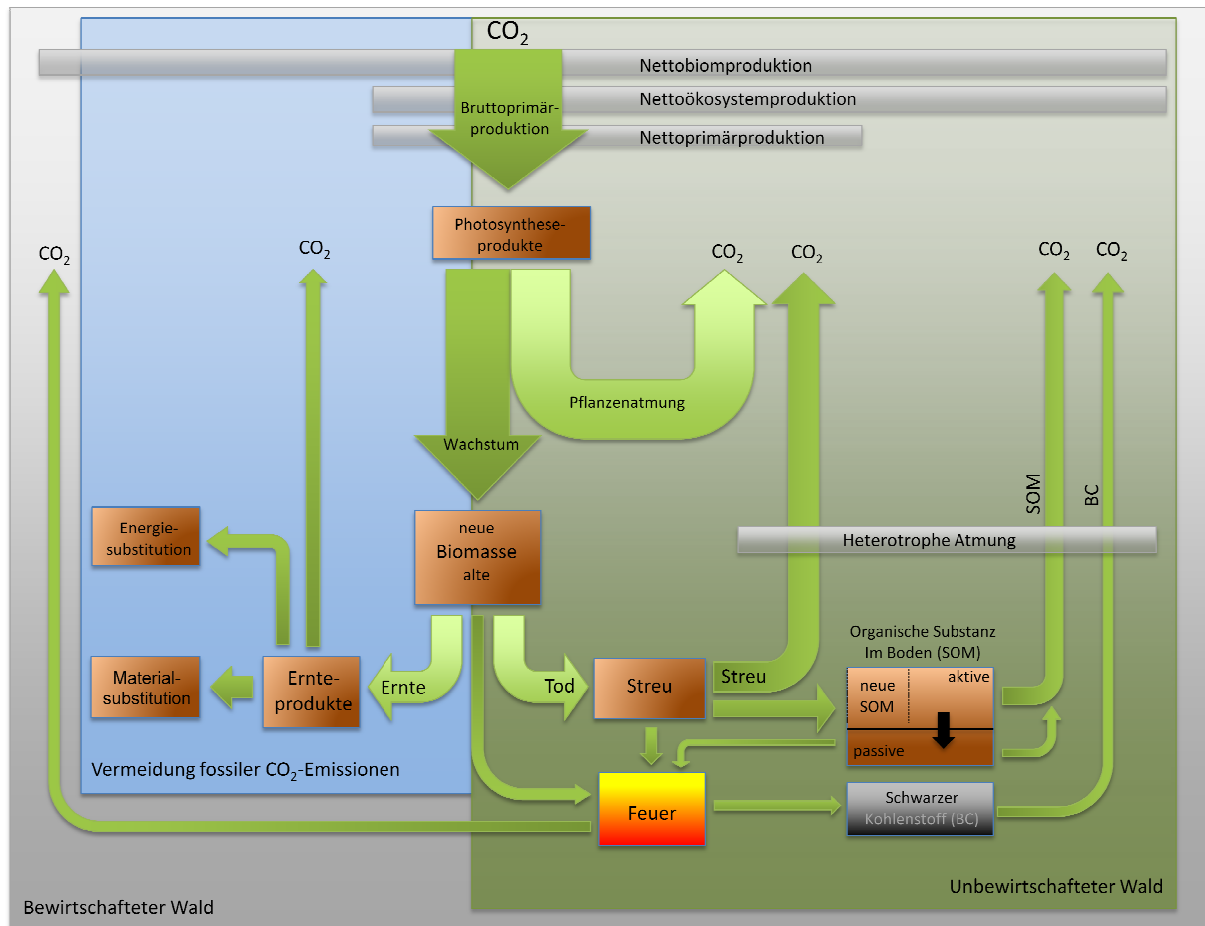 CO₂
Nettobiomproduktion
Bruttoprimär-
produktion
Nettoökosystemproduktion
Nettoprimärproduktion
Photosynthese-
produkte
CO₂
CO₂
CO₂
CO₂
CO₂
CO₂
Pflanzenatmung
Wachstum
SOM
BC
Energie-
substitution
neue
Biomasse
alte
Heterotrophe Atmung
Organische Substanz
Im Boden (SOM)
Material-
substitution
Ernte-
produkte
Ernte
Tod
Streu
Streu
neue
SOM
aktive
passive
Vermeidung fossiler CO₂-Emissionen
Feuer
Schwarzer
Kohlenstoff (BC)
Unbewirtschafteter Wald
Bewirtschafteter Wald